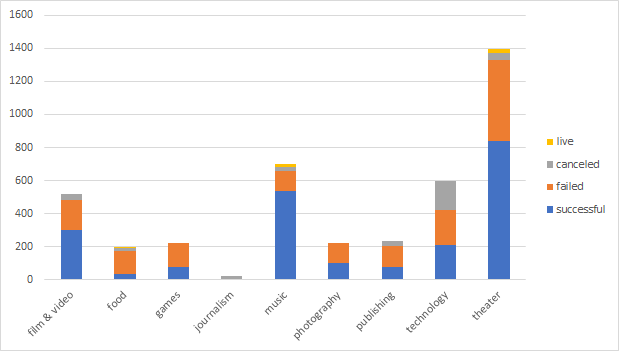 1600
1400
1200
1000
800
600
400
200
0
film & video
food
games
journalism
music
photography
publishing
technology
theater
live
canceled
failed
successful